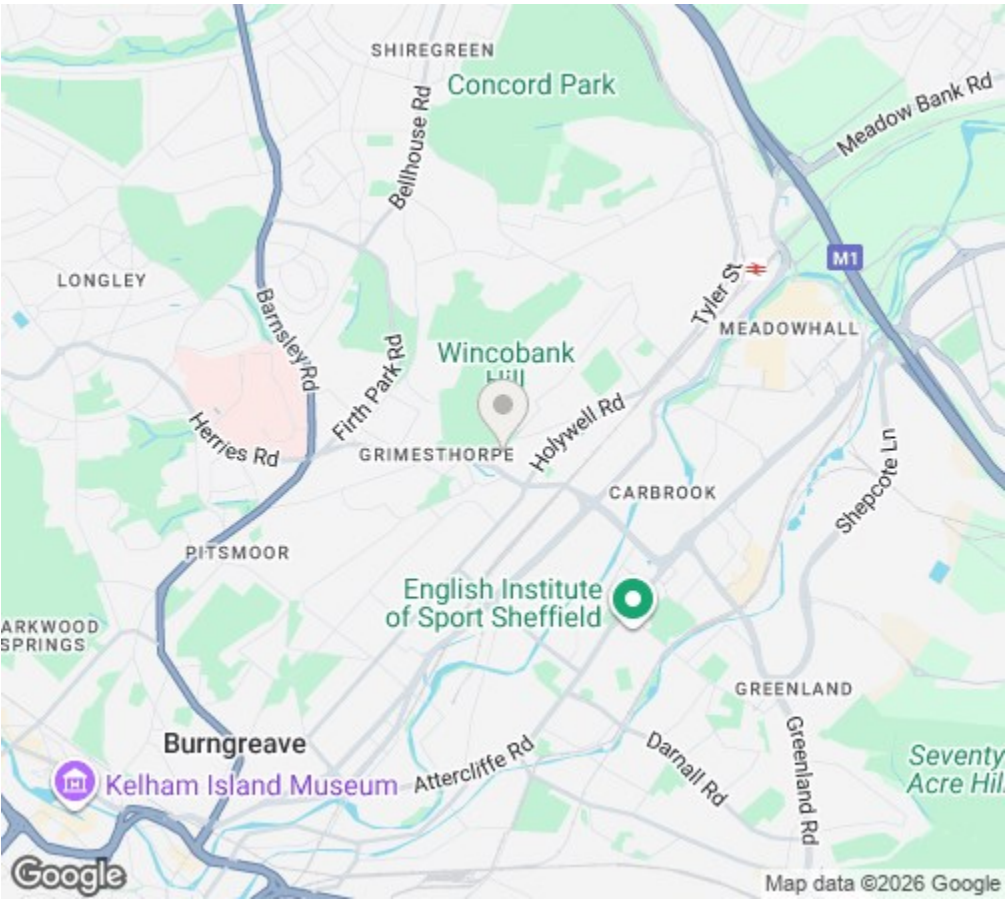 SHIREGREEN
Concord Park
Meadow Bank Rd
Bellhouse Rd
M1
LONGLEY
Tyler St
MEADOWHALL
Barnsley Rd
Wincobank
Hill
Firth Park Rd
Holywell Rd
Herries Rd
GRIMESTHORPE
Shepcote Ln
CARBROOK
PITSMOOR
English Institute
of Sport Sheffield
ARKWOOD
SPRINGS
GREENLAND
Burngreave
Attercliffe Rd
Darnall Rd
Greenland Rd
Seventy
Acre Hil
Kelham Island Museum
Google
Map data ©2026 Google